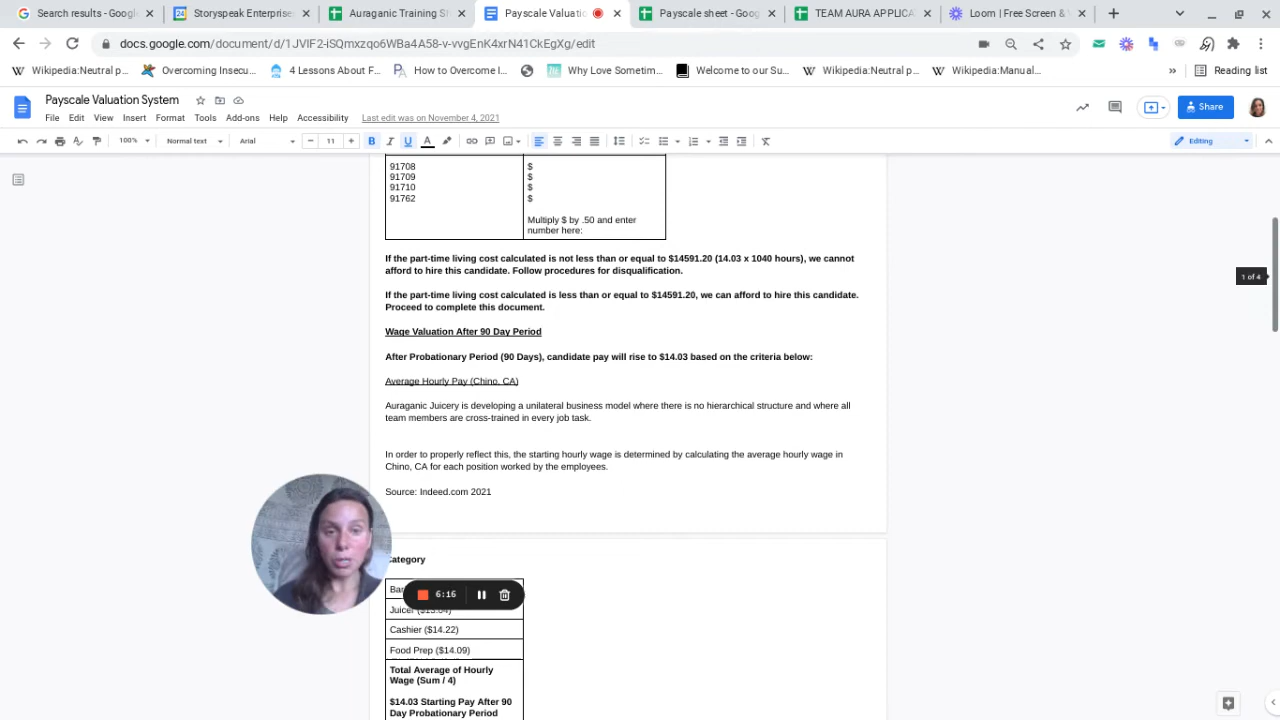 Search results - Google
Storyspeak Enterprise
Auraganic Training Sl
Payscale Valuatio
Payscale sheet - Goog
TEAM AURA APPLICA
Loom | Free Screen &
docs.google.com/document/d/1JVIF2-iSQmxzqo6WBa4A58-v-vvgEnK4xrN41CkEgXg/edit
Wikipedia:Neutral p...
Overcoming Insecu...
4 Lessons About F...
How to Overcome I...
Why Love Sometim...
Welcome to our Su...
Wikipedia:Neutral p...
Wikipedia:Manual...
»
Reading list
Payscale Valuation System
File Edit View Insert Format Tools Add-ons Help Accessibility
Last edit was on November 4, 2021
Share
100% Normal text Arial 11 B I U A Editing
91708 $
91709 $
91710 $
91762 $
Multiply $ by .50 and enter
number here:
If the part-time living cost calculated is not less than or equal to $14591.20 (14.03 x 1040 hours), we cannot
afford to hire this candidate. Follow procedures for disqualification.
If the part-time living cost calculated is less than or equal to $14591.20, we can afford to hire this candidate.
Proceed to complete this document.
Wage Valuation After 90 Day Period
After Probationary Period (90 Days), candidate pay will rise to $14.03 based on the criteria below:
Average Hourly Pay (Chino, CA)
Auraganic Juicery is developing a unilateral business model where there is no hierarchical structure and where all
team members are cross-trained in every job task.
In order to properly reflect this, the starting hourly wage is determined by calculating the average hourly wage in
Chino, CA for each position worked by the employees.
Source: Indeed.com 2021
1 of 4
Category
6:16
Juicer ($13.64)
Cashier ($14.22)
Food Prep ($14.09)
Total Average of Hourly
Wage (Sum / 4)
$14.03 Starting Pay After 90
Day Probationary Period